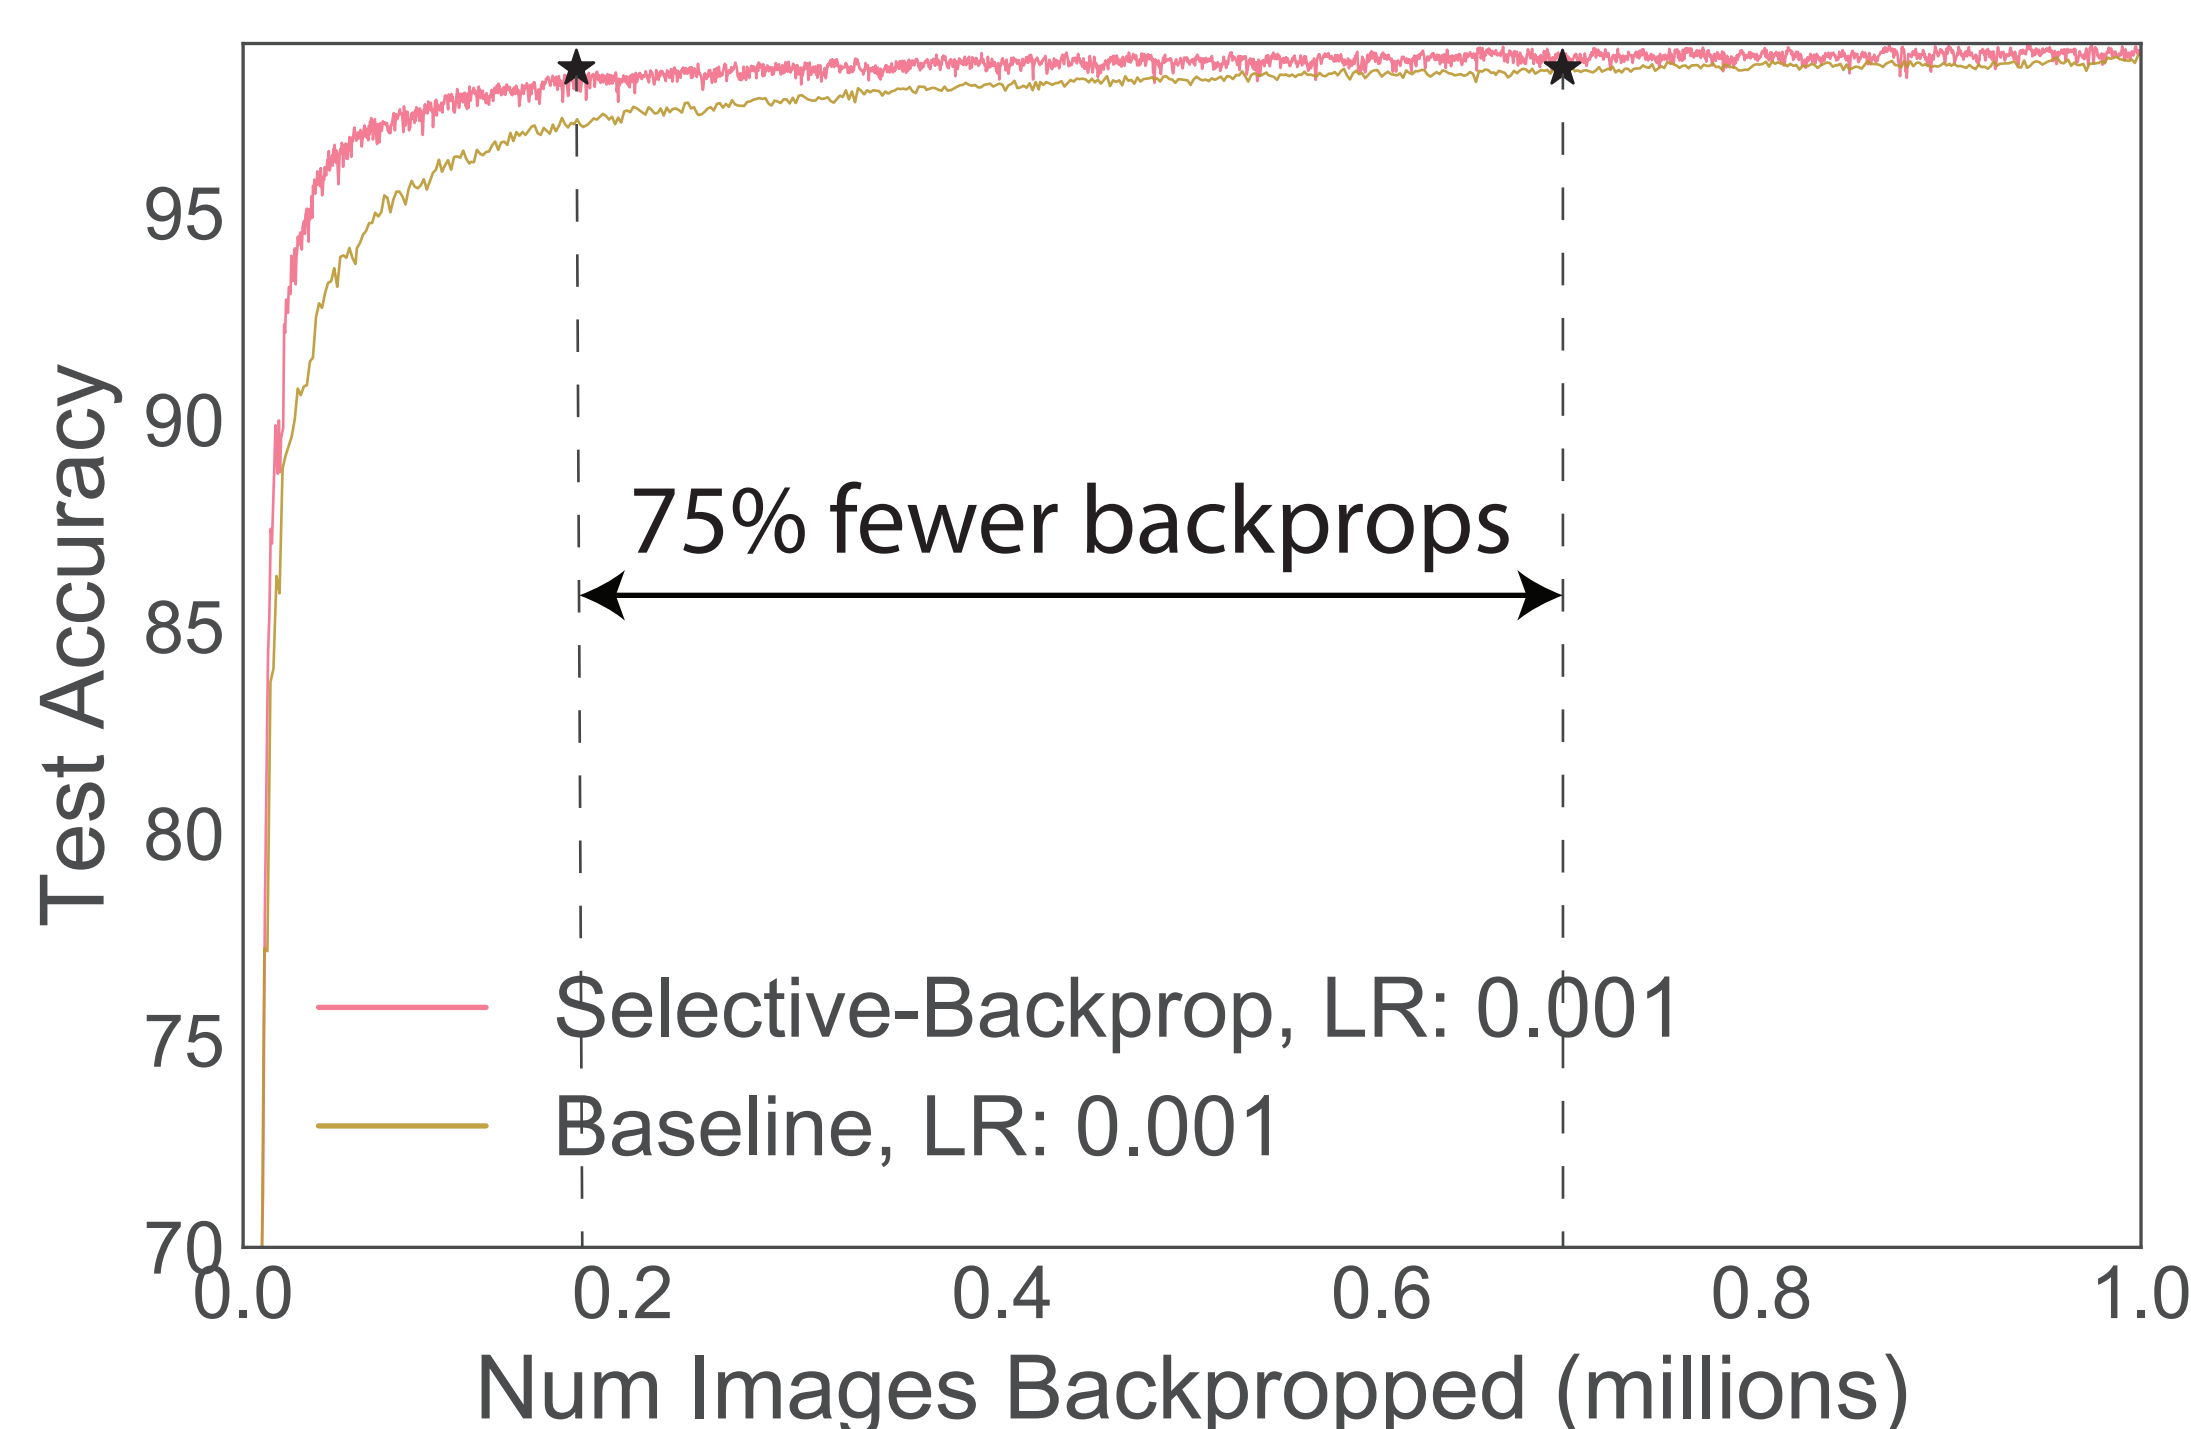 Test Accuracy
95
90
85
80
75
70
75% fewer backprops
Selective-Backprop, LR: 0.001
Baseline, LR: 0.001
0.0 0.2 0.4 0.6 0.8 1.0
Num Images Backpropped (millions)